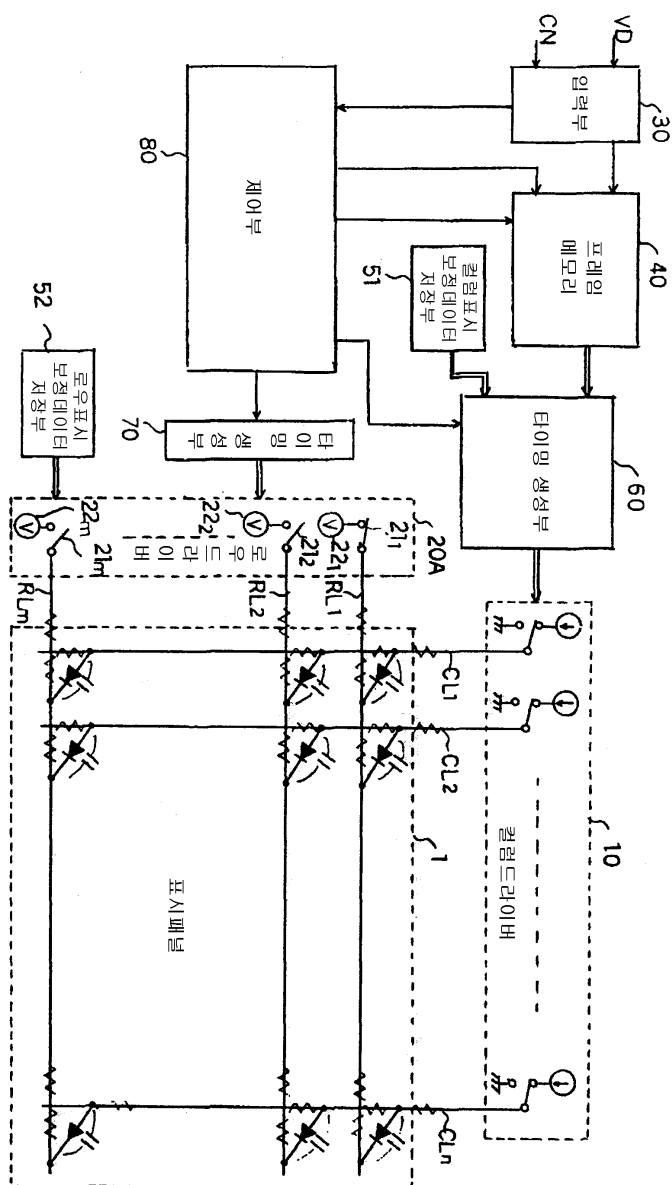 30
40
60
10
VD
CN
입력부
프레임
메모리
타이밍 생성부
컬럼드라이버
51
컬럼표시
보정데이터
저장부
CL1
CL2
CLn
20A
1
80
제어부
70
타이밍 생성부
21₁
22₁
RL1
21₂
22₂
RL2
로우드라이버
표시패널
52
로우표시
보정데이터
저장부
22m
21m
RLm
V
V
V